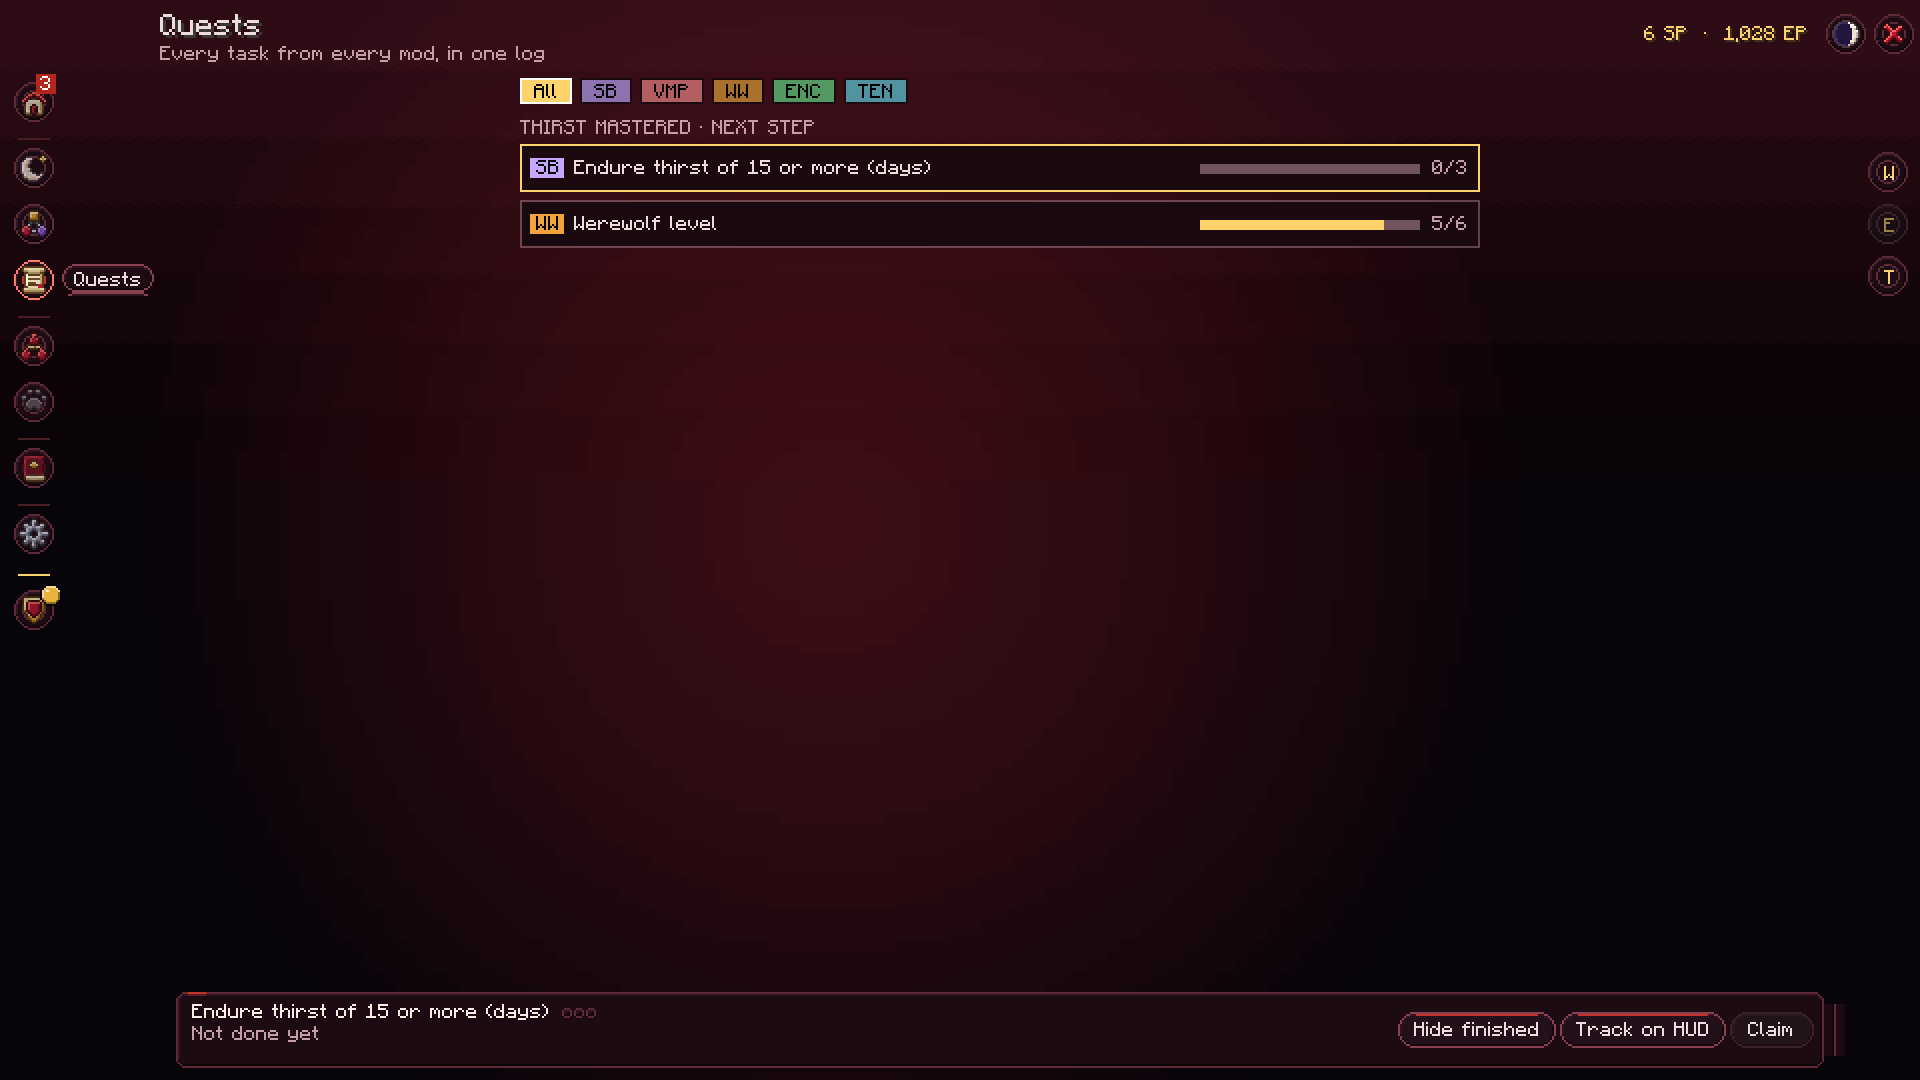 Quests
Every task from every mod, in one log
6 SP · 1,028 EP
3
All SB VMP WW ENC TEN
THIRST MASTERED · NEXT STEP
SB Endure thirst of 15 or more (days) 0/3
WW Werewolf level 5/6
W
E
T
Quests
Endure thirst of 15 or more (days)
Not done yet
Hide finished Track on HUD Claim